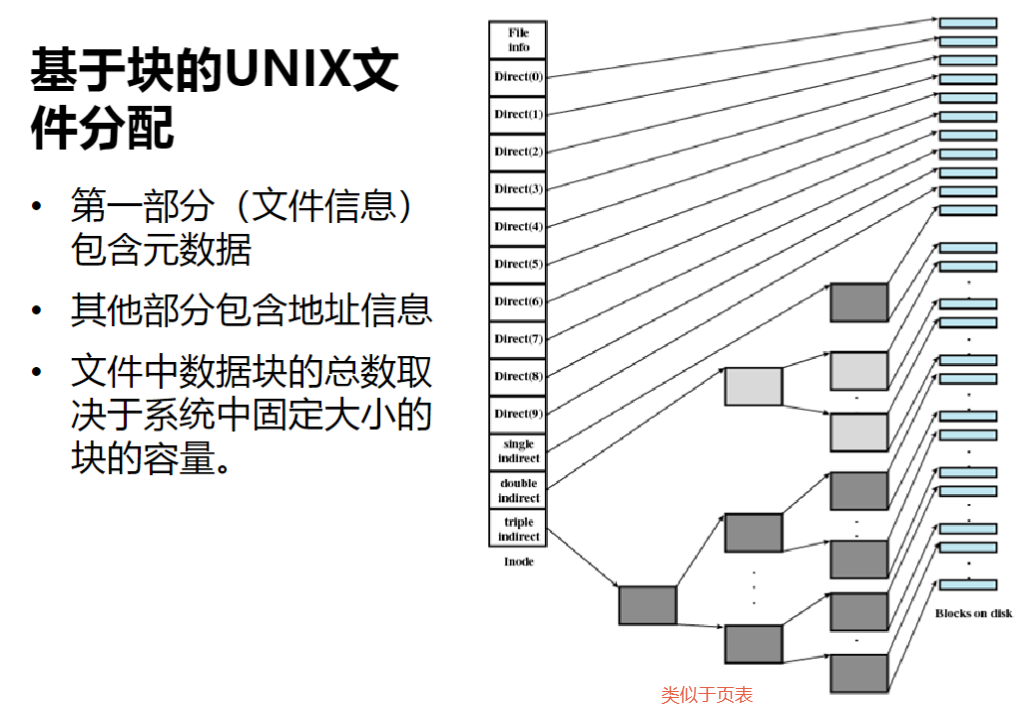 基于块的UNIX文
件分配
• 第一部分（文件信息）
包含元数据
• 其他部分包含地址信息
• 文件中数据块的总数取
决于系统中固定大小的
块的容量。
File
info
Direct(0)
Direct(1)
Direct(2)
Direct(3)
Direct(4)
Direct(5)
Direct(6)
Direct(7)
Direct(8)
Direct(9)
single
indirect
double
indirect
triple
indirect
Inode
Blocks on disk
类似于页表